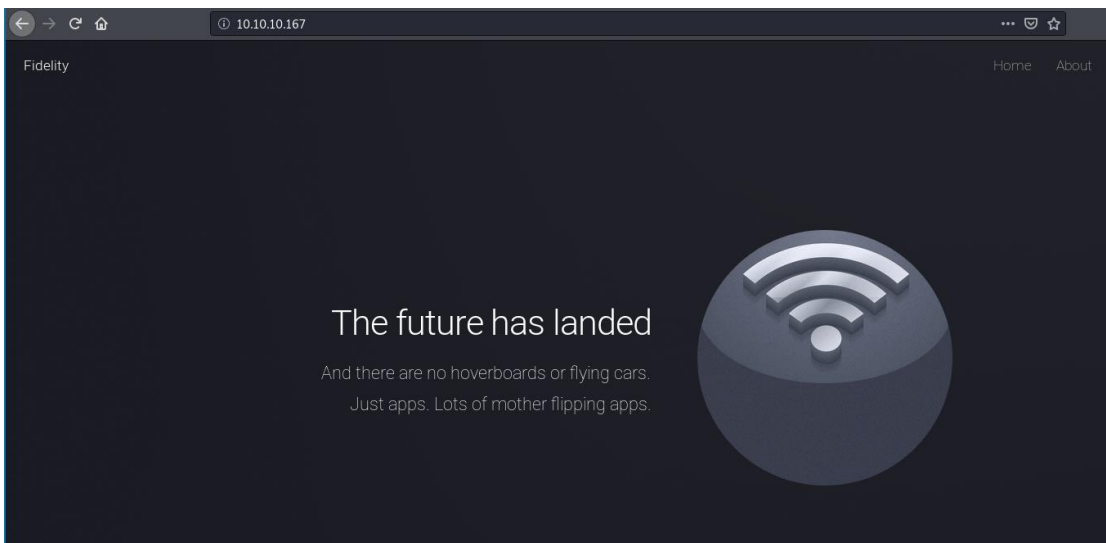 10.10.10.167
Fidelity
Home About
The future has landed
And there are no hoverboards or flying cars.
Just apps. Lots of mother flipping apps.